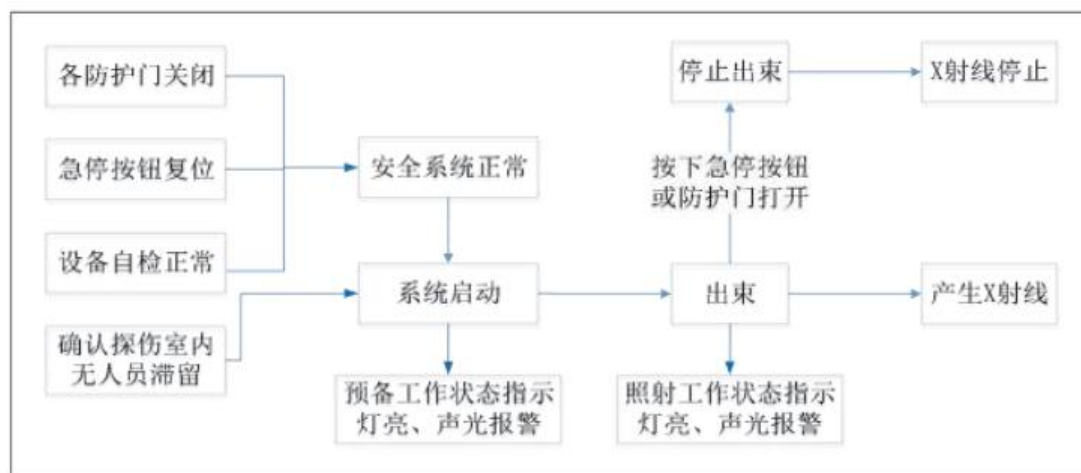 各防护门关闭
急停按钮复位
设备自检正常
确认探伤室内
无人员滞留
安全系统正常
系统启动
预备工作状态指示
灯亮、声光报警
停止出束
X射线停止
按下急停按钮
或防护门打开
出束
产生X射线
照射工作状态指示
灯亮、声光报警